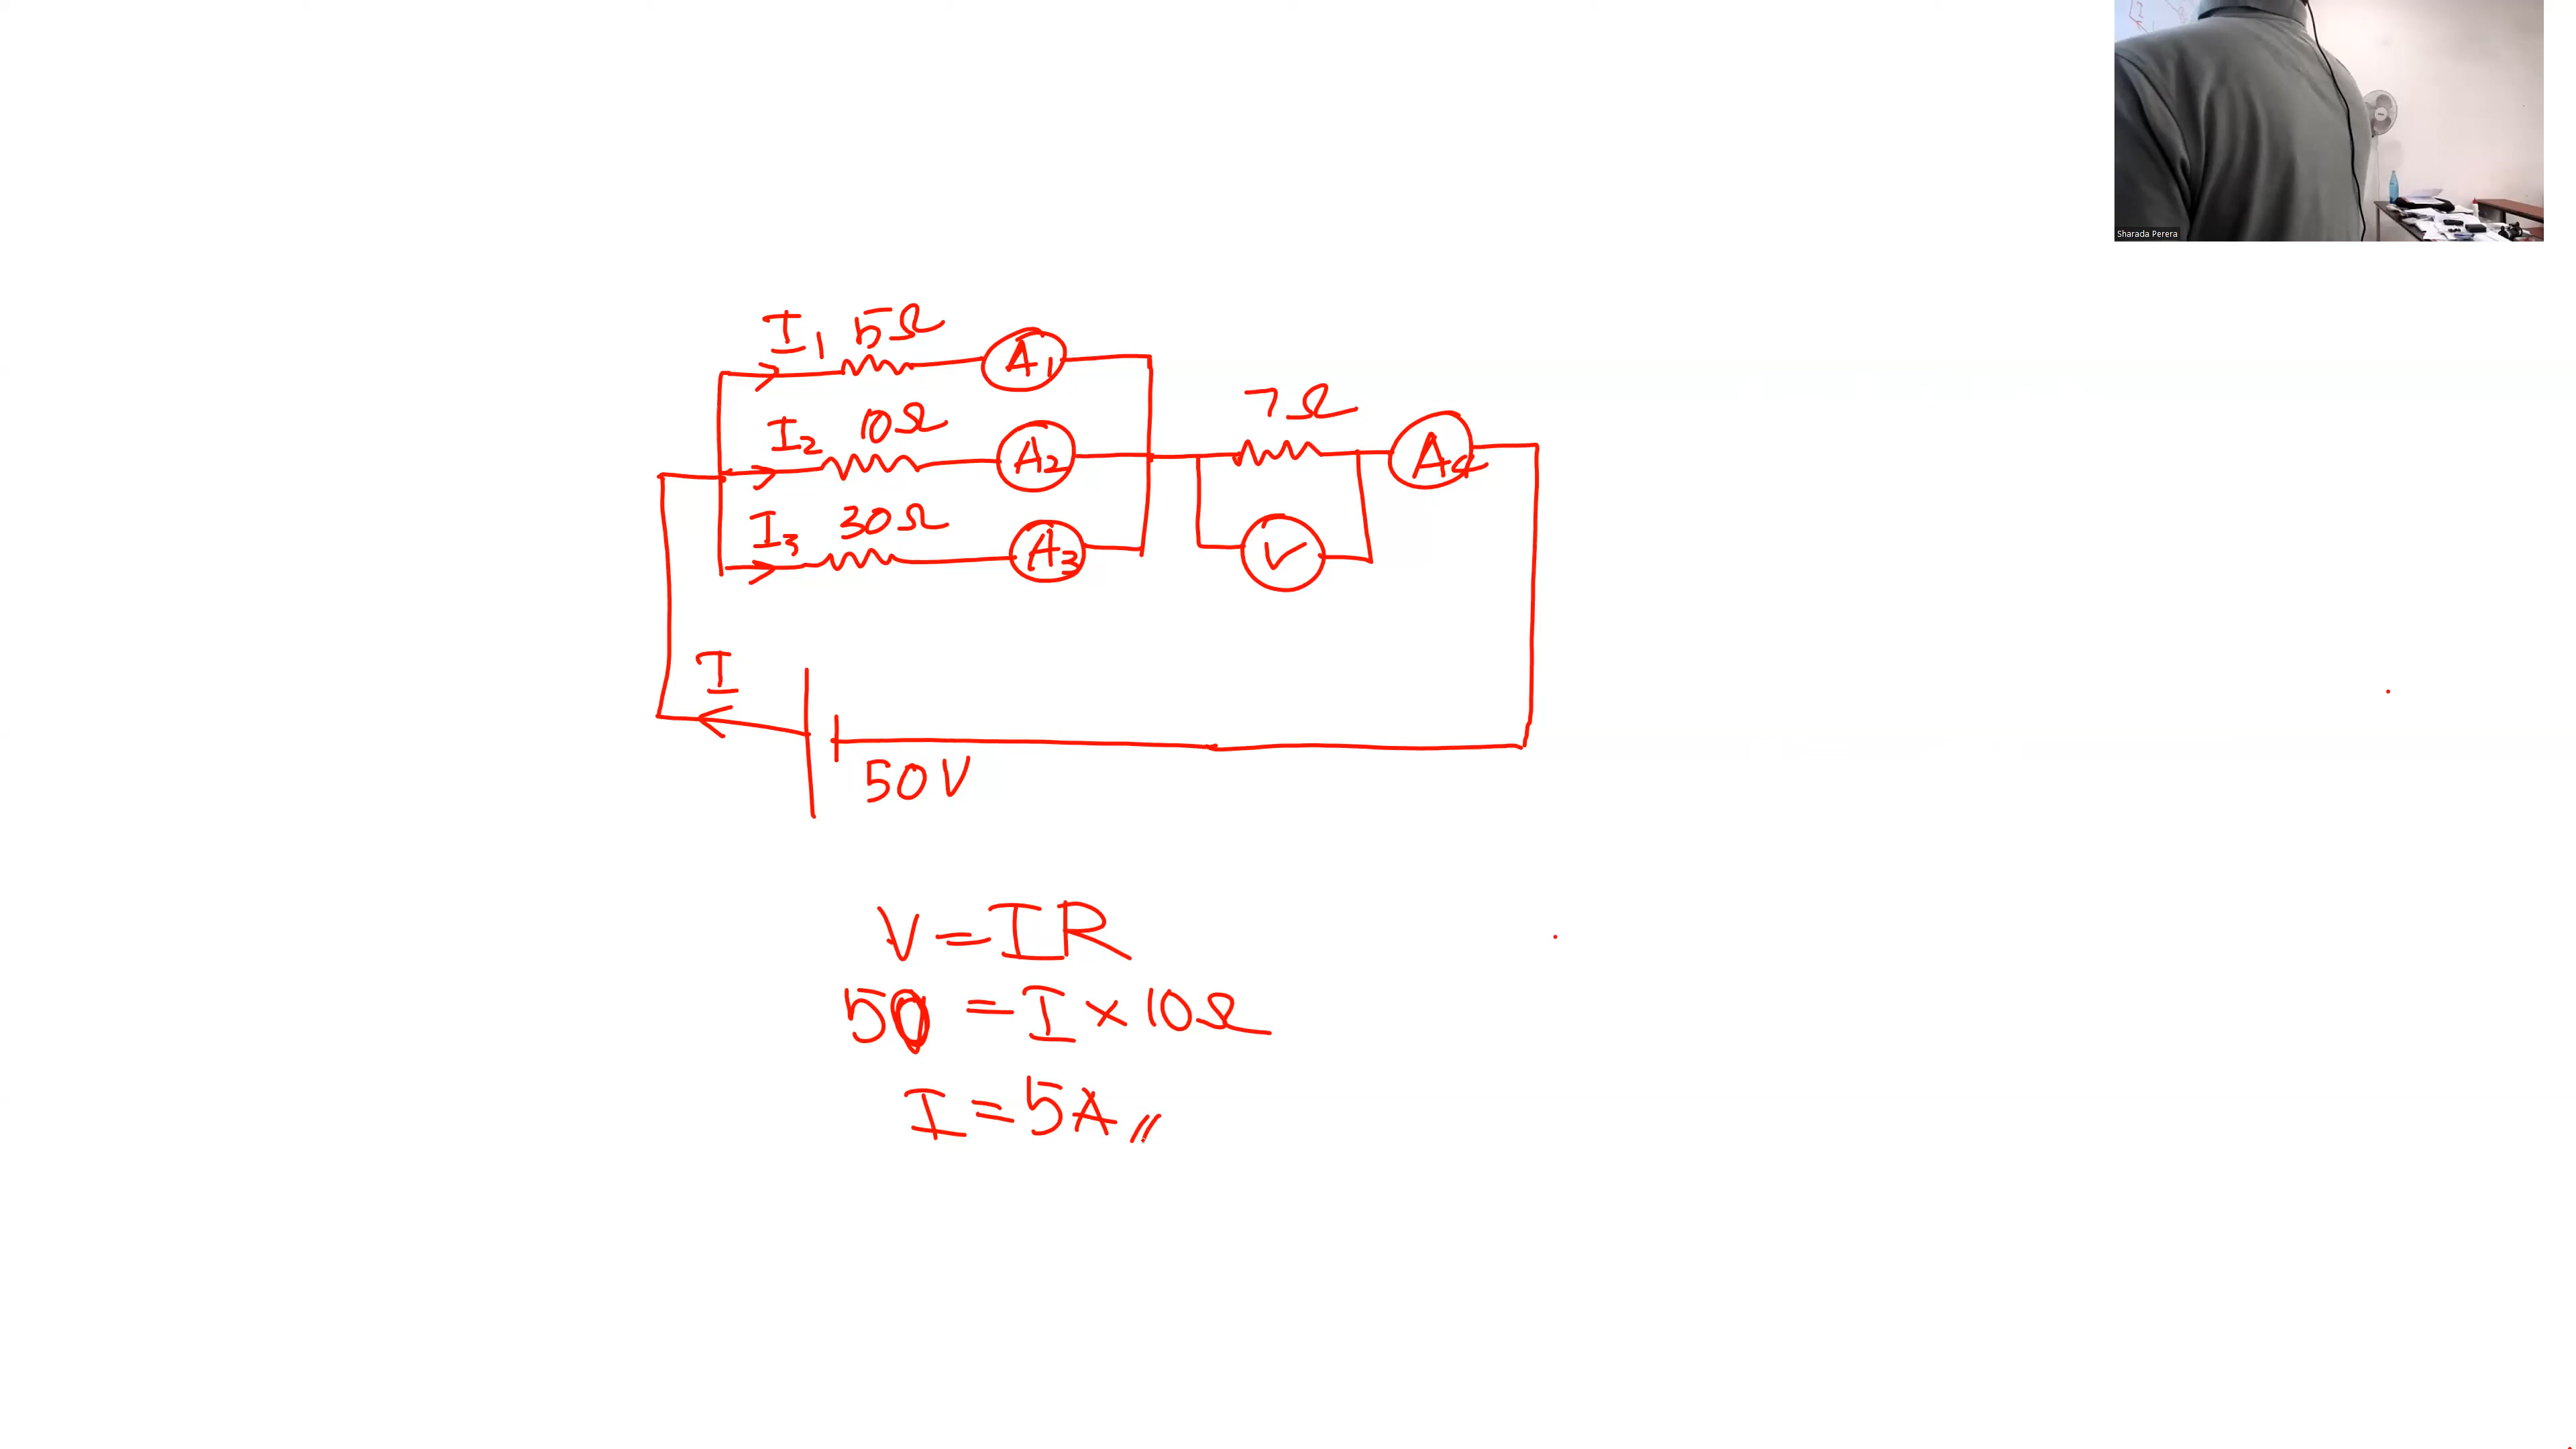 Sharada Perera
I₁ 5Ω
A₁
I₂ 10Ω
A₂
7Ω
A₄
I₃ 30Ω
A₃
V
I
50V
V = IR
50 = I × 10Ω
I = 5A //